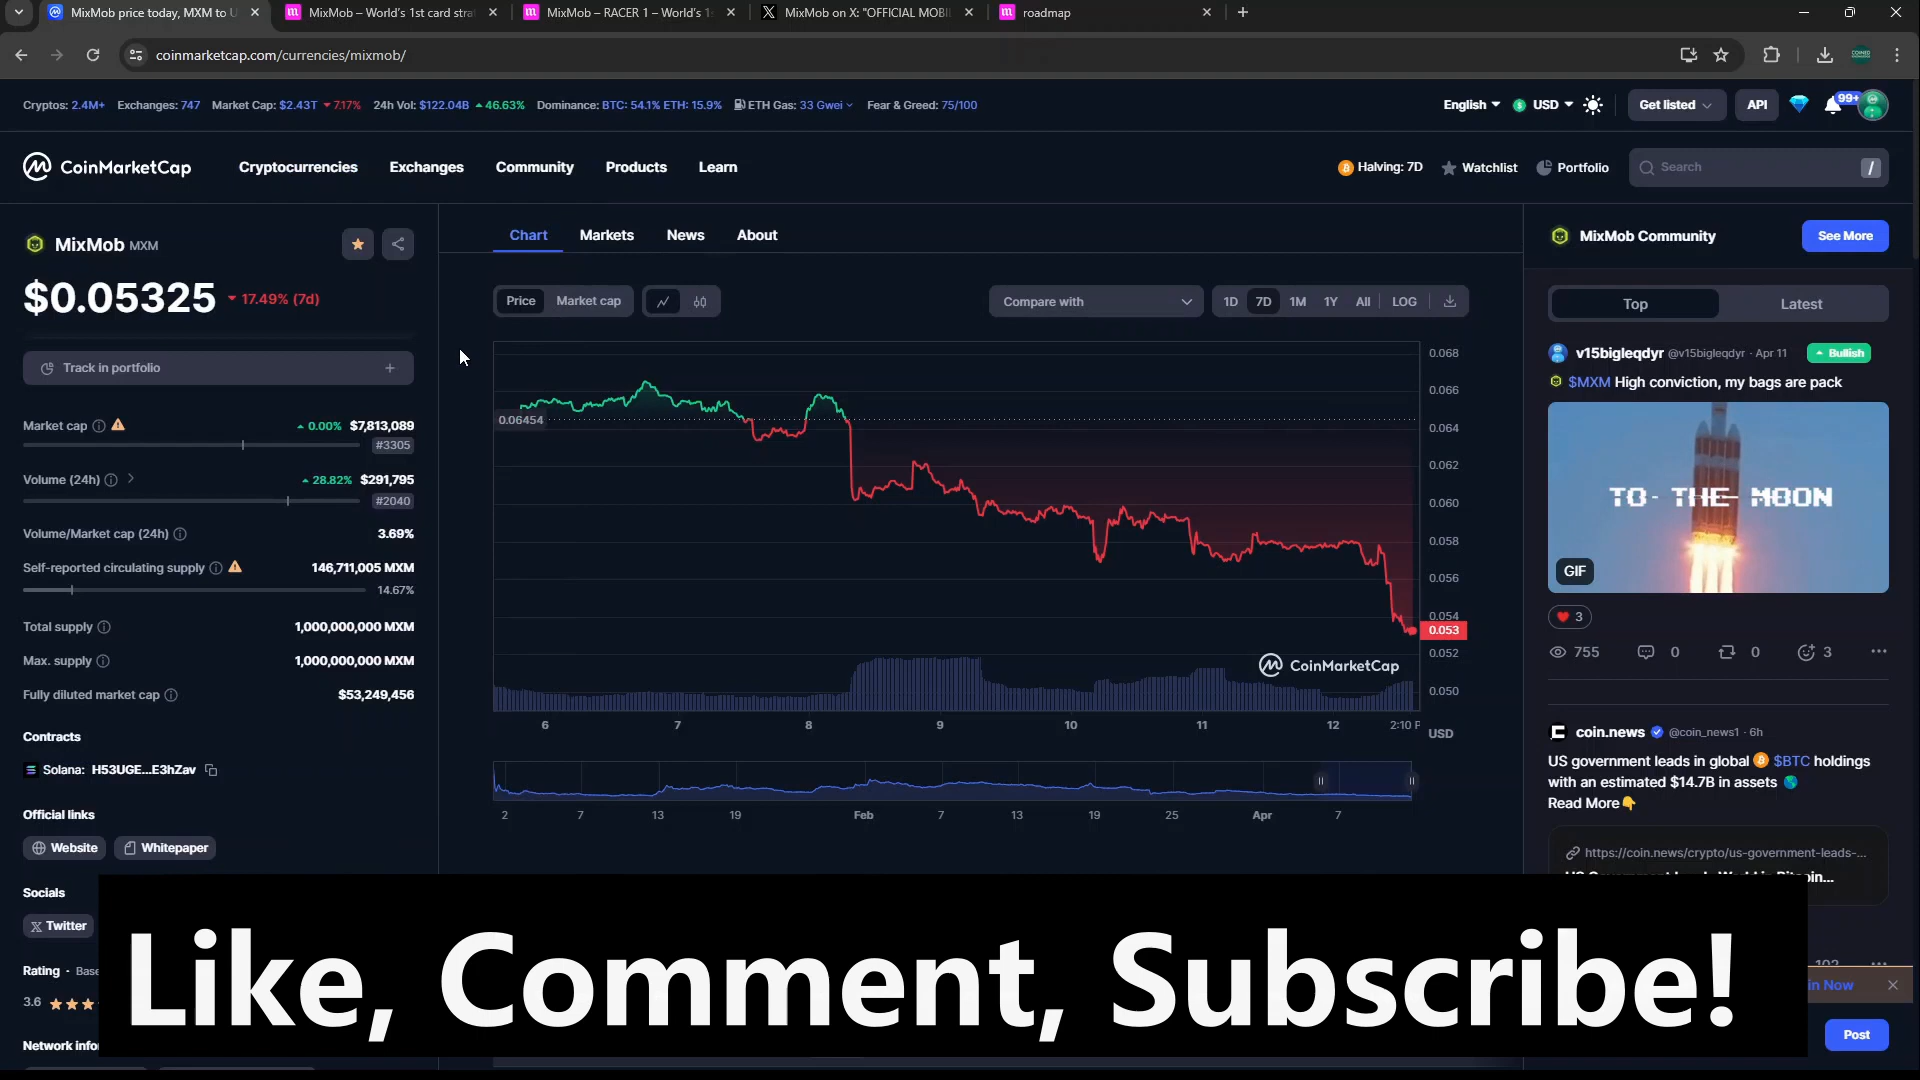 MixMob price today, MXM to U
MixMob – World's 1st card stra
MixMob – RACER 1 – World's 1
MixMob on X: "OFFICIAL MOBI
roadmap
coinmarketcap.com/currencies/mixmob/
Cryptos: 2.4M+ Exchanges: 747 Market Cap: $2.43T 7.17% 24h Vol: $122.04B 46.63% Dominance: BTC: 54.1% ETH: 15.9% ETH Gas: 33 Gwei Fear & Greed: 75/100
English USD Get listed API 99+
CoinMarketCap Cryptocurrencies Exchanges Community Products Learn
Halving: 7D Watchlist Portfolio Search /
MixMob MXM
$0.05325 17.49% (7d)
Track in portfolio +
Market cap 0.00% $7,813,089
#3305
Volume (24h) 28.82% $291,795
#2040
Volume/Market cap (24h) 3.69%
Self-reported circulating supply 146,711,005 MXM
14.67%
Total supply 1,000,000,000 MXM
Max. supply 1,000,000,000 MXM
Fully diluted market cap $53,249,456
Contracts
Solana: H53UGE...E3hZav
Official links
Website Whitepaper
Socials
Twitter
Rating · Base
3.6
Network info
Chart Markets News About
Price Market cap
Compare with
1D 7D 1M 1Y All LOG
0.068
0.066
0.06454
0.064
0.062
0.060
0.058
0.056
0.054
0.053
0.052
0.050
CoinMarketCap
6 7 8 9 10 11 12 2:10 P
USD
2 7 13 19 Feb 7 13 19 25 Apr 7
MixMob Community See More
Top Latest
v15bigleqdyr @v15bigleqdyr · Apr 11 Bullish
$MXM High conviction, my bags are pack
TO THE MOON
GIF
3
755 0 0 3
coin.news @coin_news1 · 6h
US government leads in global $BTC holdings
with an estimated $14.7B in assets
Read More
https://coin.news/crypto/us-government-leads-...
in Now
Post
Like, Comment, Subscribe!